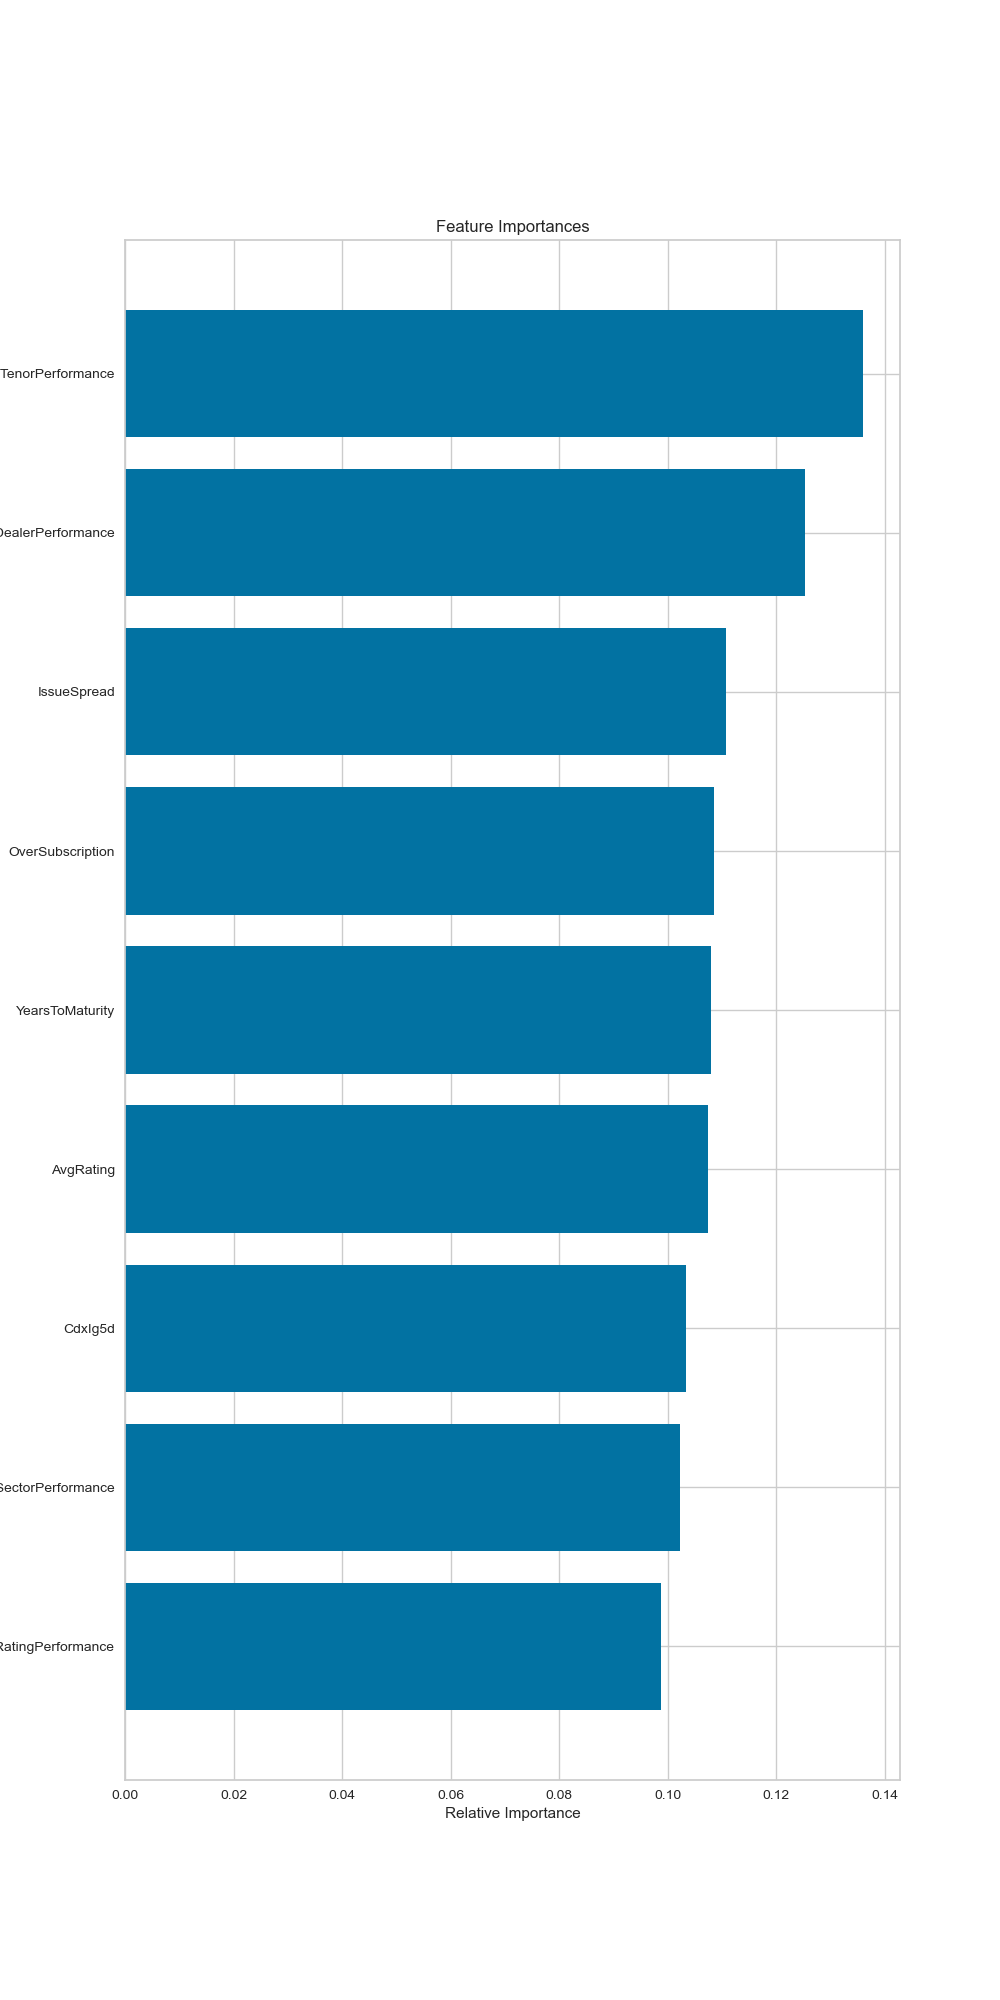 Feature Importances
TenorPerformance
DealerPerformance
IssueSpread
OverSubscription
YearsToMaturity
AvgRating
CdxIg5d
SectorPerformance
RatingPerformance
0.00 0.02 0.04 0.06 0.08 0.10 0.12 0.14
Relative Importance